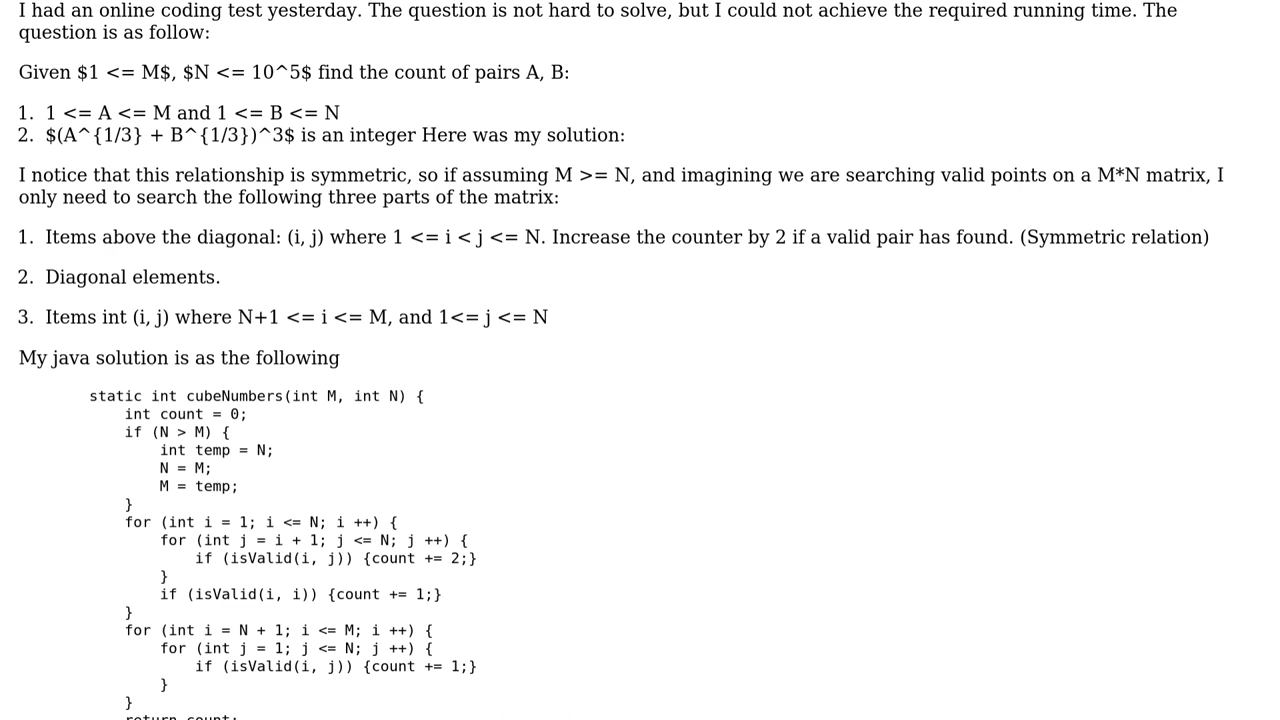 I had an online coding test yesterday. The question is not hard to solve, but I could not achieve the required running time. The
question is as follow:
Given $1 <= M$, $N <= 10^5$ find the count of pairs A, B:
1. 1 <= A <= M and 1 <= B <= N
2. $(A^{1/3} + B^{1/3})^3$ is an integer Here was my solution:
I notice that this relationship is symmetric, so if assuming M >= N, and imagining we are searching valid points on a M*N matrix, I
only need to search the following three parts of the matrix:
1. Items above the diagonal: (i, j) where 1 <= i < j <= N. Increase the counter by 2 if a valid pair has found. (Symmetric relation)
2. Diagonal elements.
3. Items int (i, j) where N+1 <= i <= M, and 1<= j <= N
My java solution is as the following
static int cubeNumbers(int M, int N) {
int count = 0;
if (N > M) {
int temp = N;
N = M;
M = temp;
}
for (int i = 1; i <= N; i ++) {
for (int j = i + 1; j <= N; j ++) {
if (isValid(i, j)) {count += 2;}
}
if (isValid(i, i)) {count += 1;}
}
for (int i = N + 1; i <= M; i ++) {
for (int j = 1; j <= N; j ++) {
if (isValid(i, j)) {count += 1;}
}
}
return count;